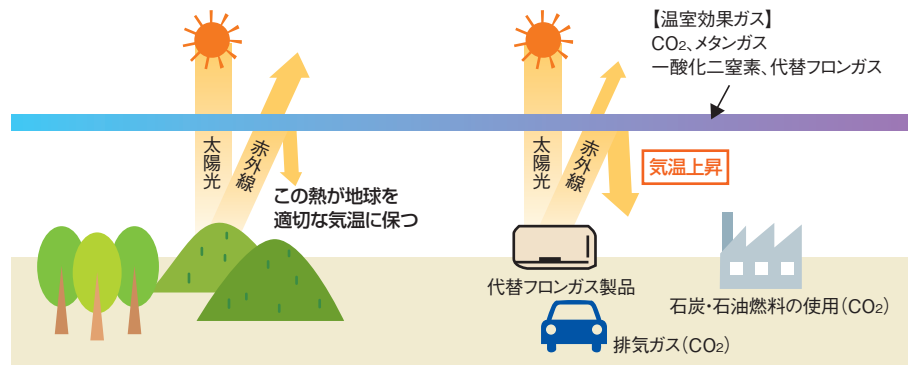 【温室効果ガス】
CO2、メタンガス
一酸化二窒素、代替フロンガス
太陽光
赤外線
この熱が地球を
適切な気温に保つ
太陽光
赤外線
気温上昇
代替フロンガス製品
石炭・石油燃料の使用(CO2)
排気ガス(CO2)